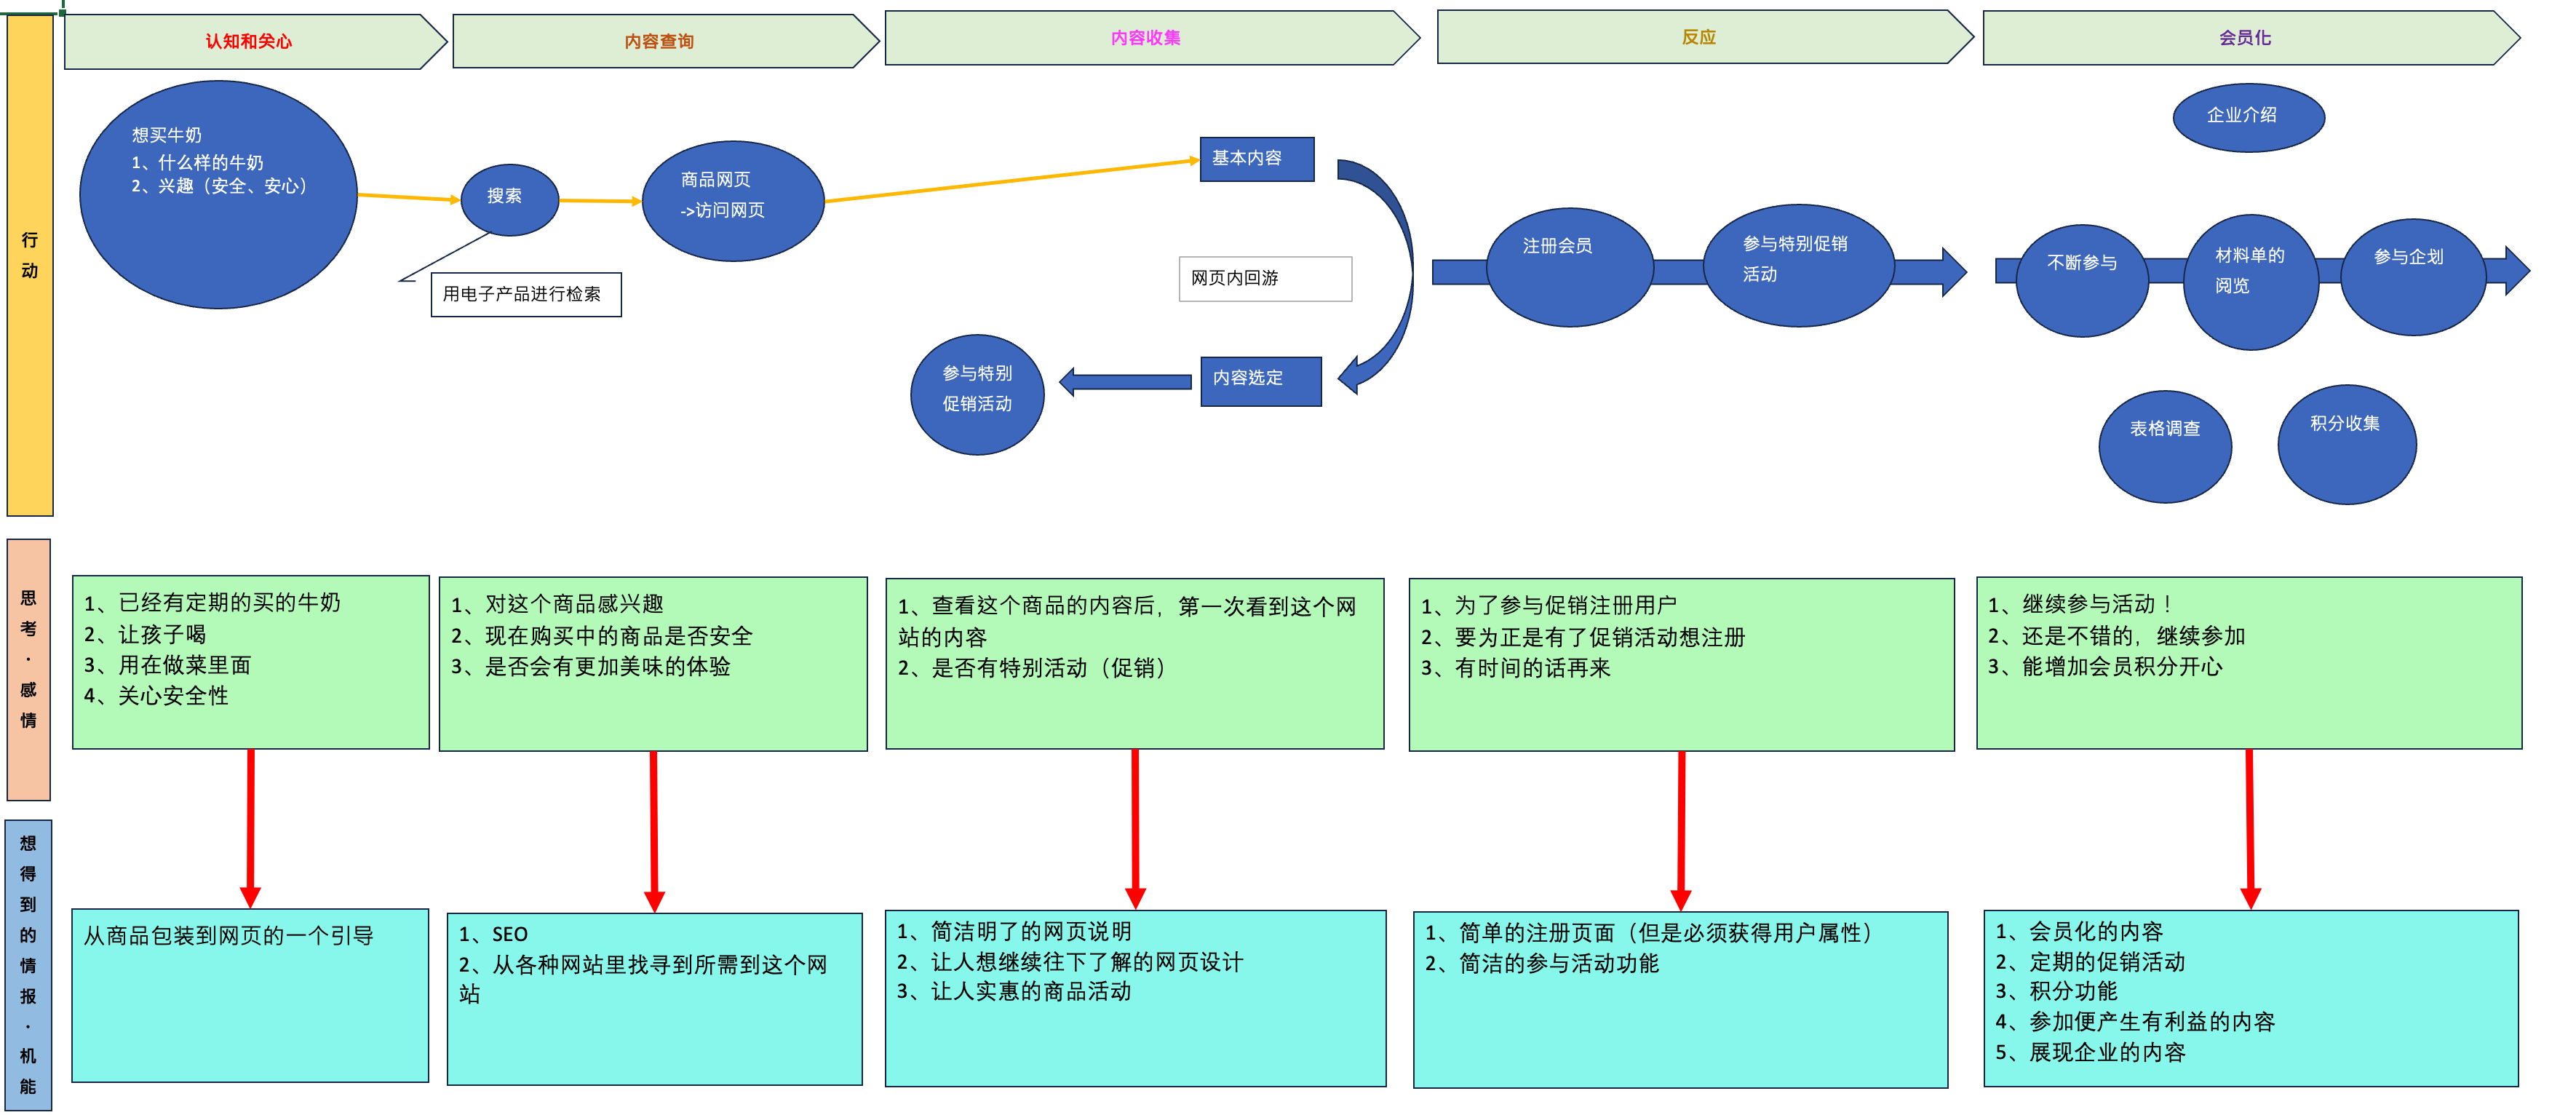 认知和关心
内容查询
内容收集
反应
会员化
行
动
想买牛奶
1、什么样的牛奶
2、兴趣（安全、安心）
搜索
用电子产品进行检索
商品网页
->访问网页
基本内容
网页内回游
内容选定
参与特别
促销活动
注册会员
参与特别促销
活动
企业介绍
不断参与
材料单的
阅览
参与企划
表格调查
积分收集
思
考
·
感
情
1、已经有定期的买的牛奶
2、让孩子喝
3、用在做菜里面
4、关心安全性
1、对这个商品感兴趣
2、现在购买中的商品是否安全
3、是否会有更加美味的体验
1、查看这个商品的内容后，第一次看到这个网
站的内容
2、是否有特别活动（促销）
1、为了参与促销注册用户
2、要为正是有了促销活动想注册
3、有时间的话再来
1、继续参与活动！
2、还是不错的，继续参加
3、能增加会员积分开心
想
得
到
的
情
报
·
机
能
从商品包装到网页的一个引导
1、SEO
2、从各种网站里找寻到所需到这个网
站
1、简洁明了的网页说明
2、让人想继续往下了解的网页设计
3、让人实惠的商品活动
1、简单的注册页面（但是必须获得用户属性）
2、简洁的参与活动功能
1、会员化的内容
2、定期的促销活动
3、积分功能
4、参加便产生有利益的内容
5、展现企业的内容